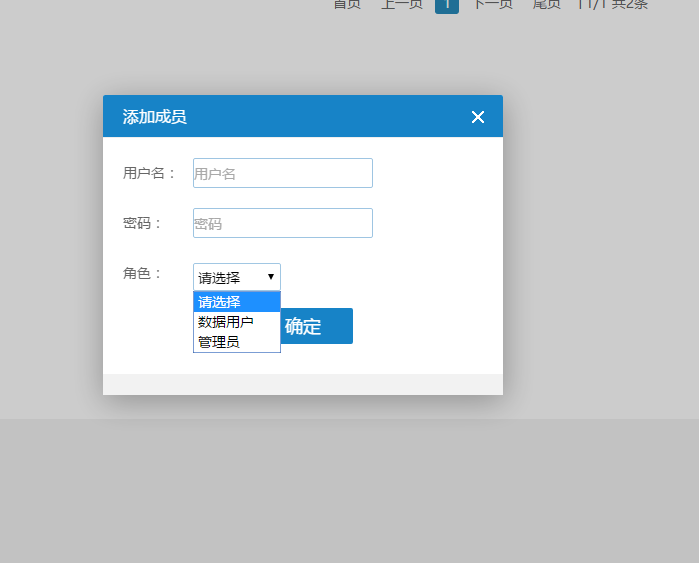 首页 上一页 1 下一页 尾页 共2条
添加成员
用户名： 用户名
密码： 密码
角色： 请选择
请选择
数据用户
管理员
确定